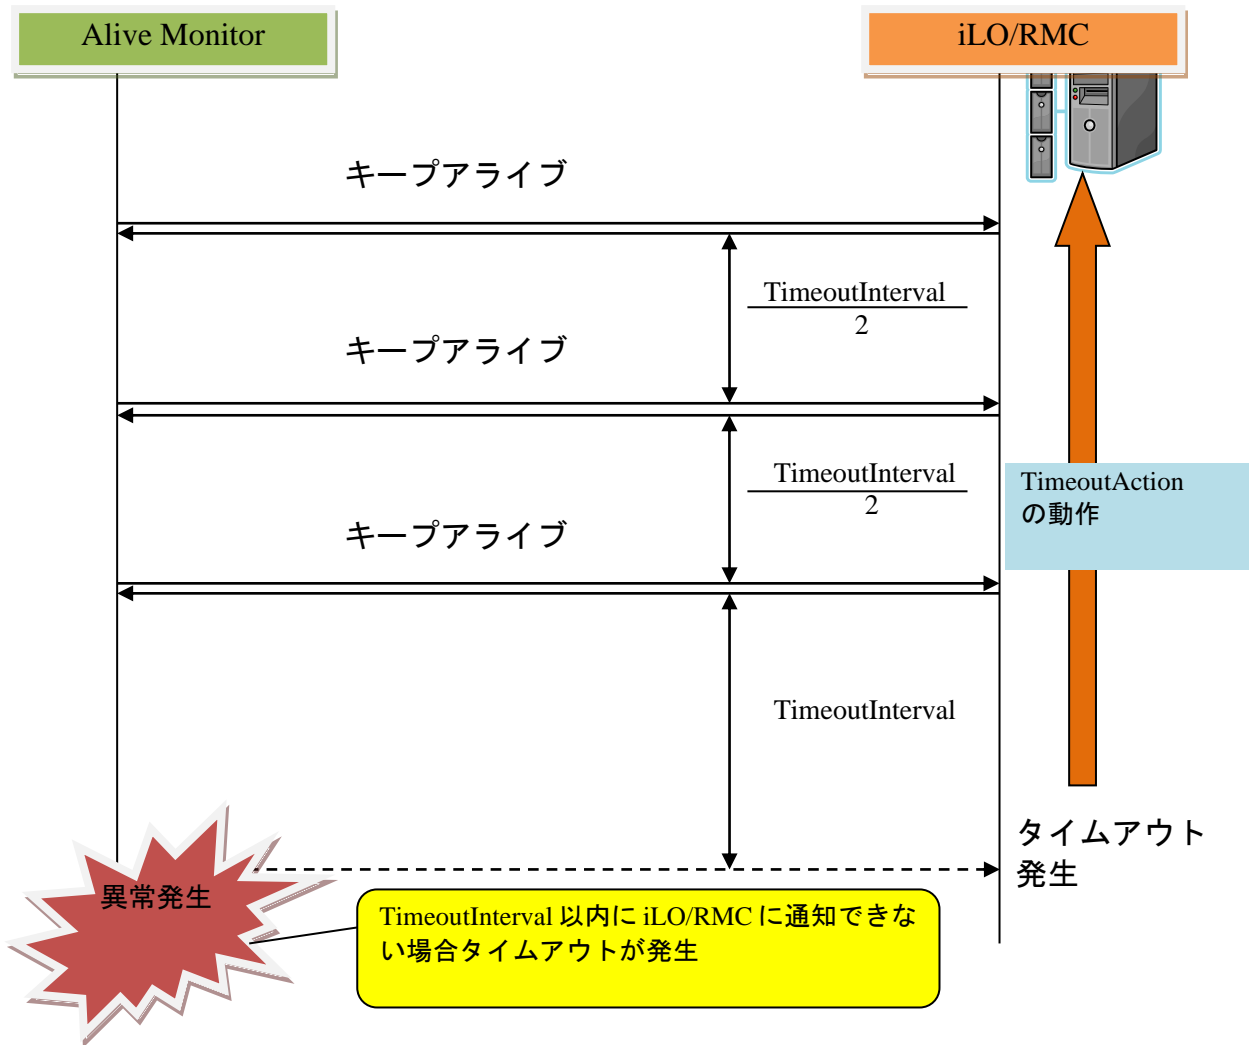 Alive Monitor
iLO/RMC
キープアライブ
TimeoutInterval
2
キープアライブ
TimeoutInterval
2
TimeoutAction
の動作
キープアライブ
TimeoutInterval
タイムアウト
発生
異常発生
TimeoutInterval 以内に iLO/RMC に通知できな
い場合タイムアウトが発生